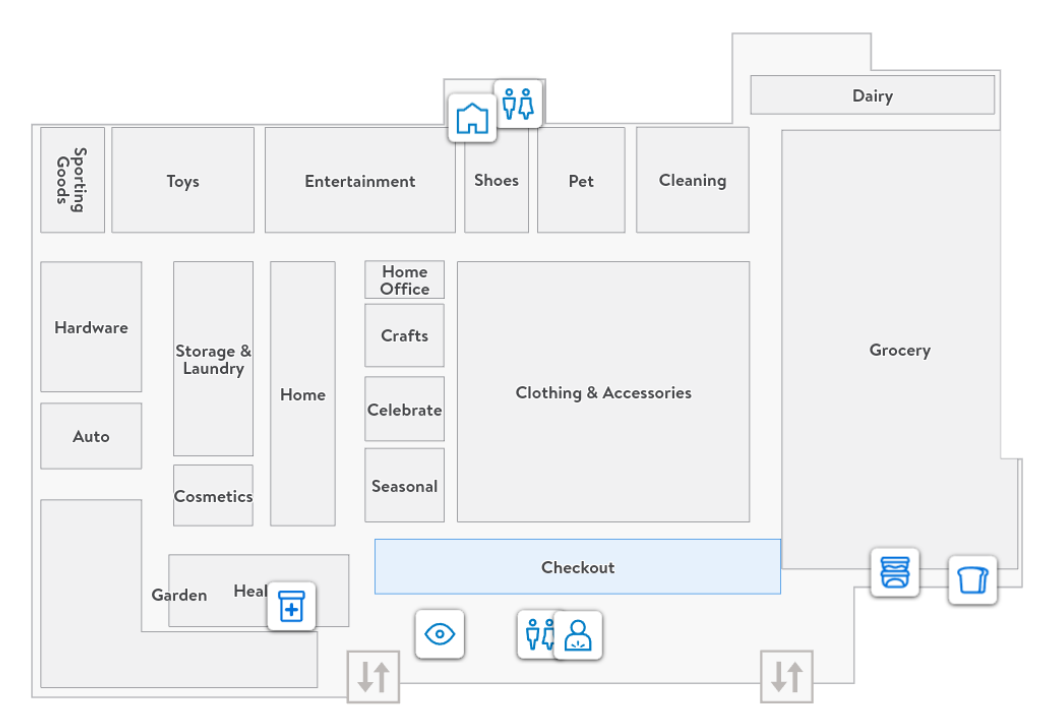 Dairy
Sporting
Goods
Toys
Entertainment
Shoes
Pet
Cleaning
Hardware
Storage &
Laundry
Home
Home
Office
Crafts
Clothing & Accessories
Grocery
Auto
Celebrate
Cosmetics
Seasonal
Checkout
Garden
Heal